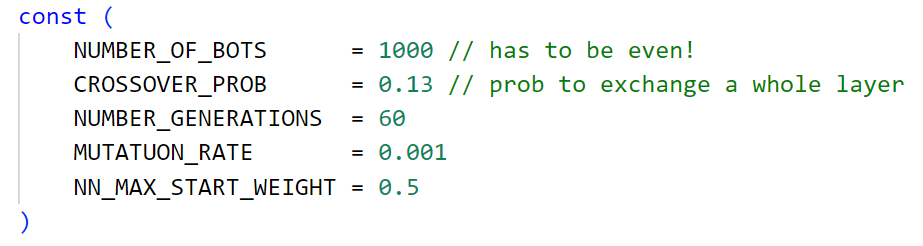 const (
    NUMBER_OF_BOTS      = 1000 // has to be even!
    CROSSOVER_PROB      = 0.13 // prob to exchange a whole layer
    NUMBER_GENERATIONS  = 60
    MUTATUON_RATE       = 0.001
    NN_MAX_START_WEIGHT = 0.5
)